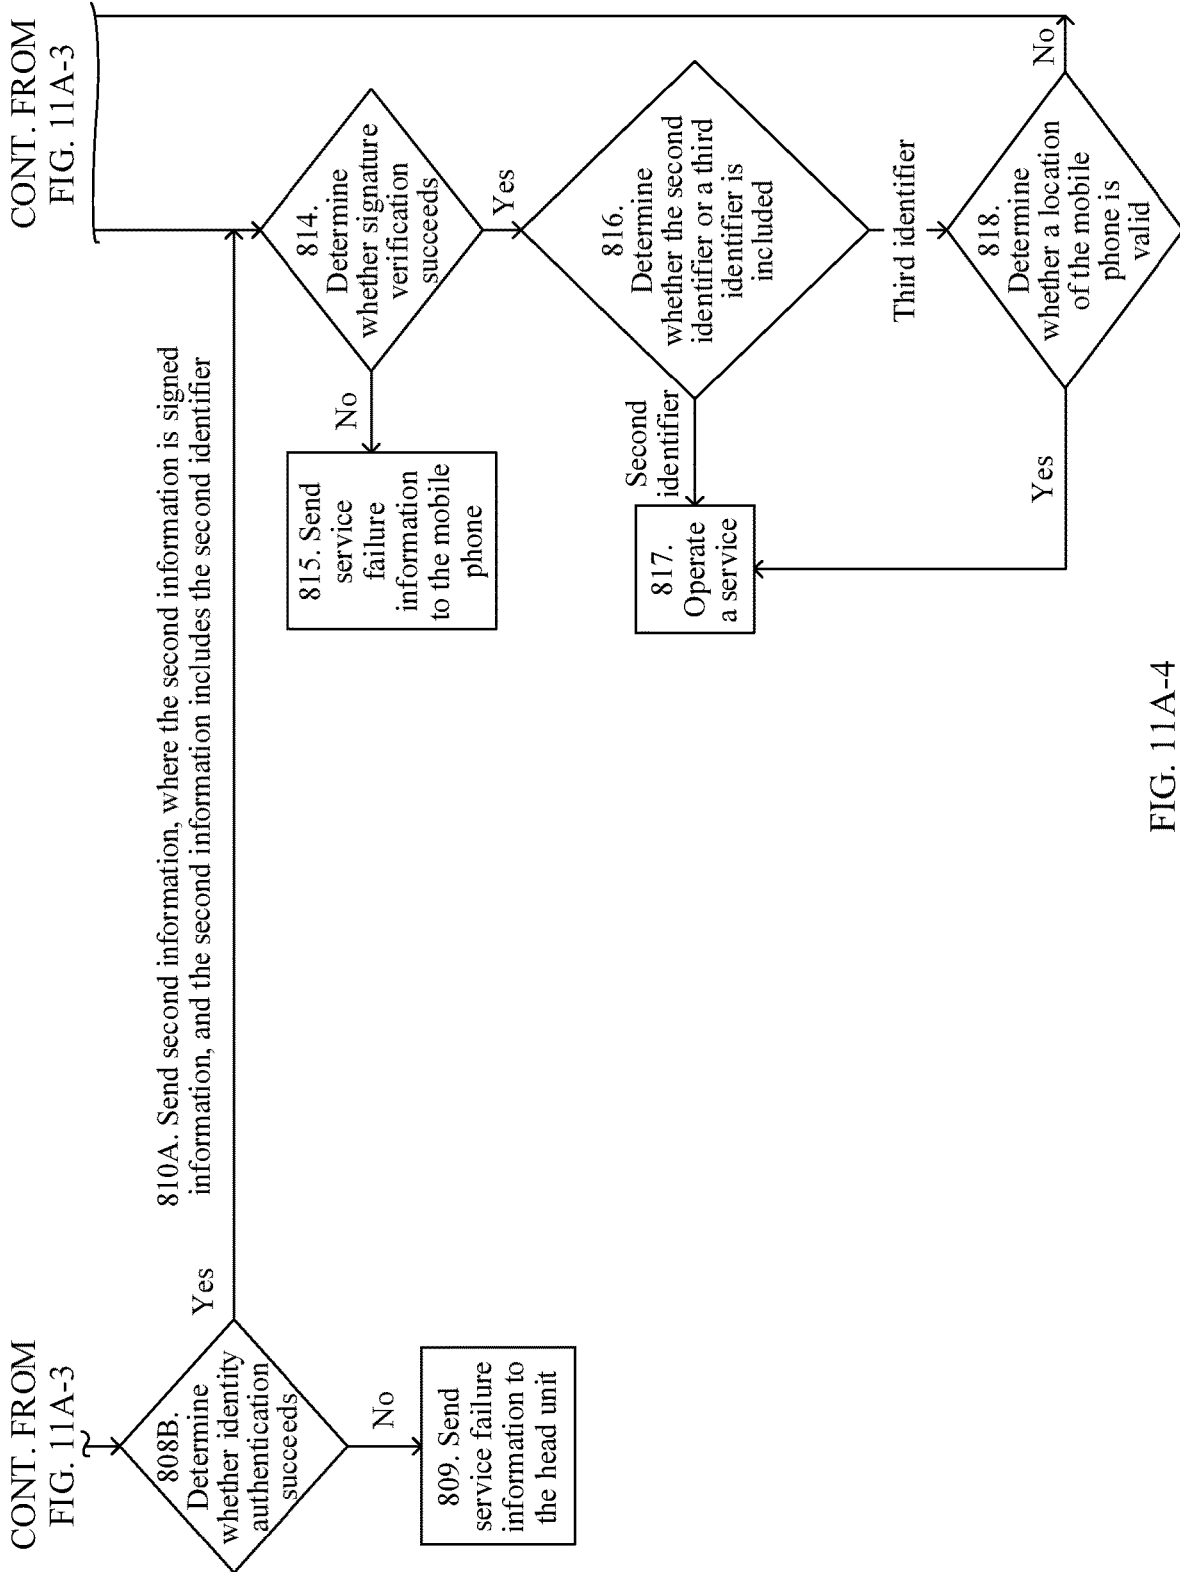 CONT. FROM
FIG. 11A-3
CONT. FROM
FIG. 11A-3
808B.
Determine
whether identity
authentication
succeeds
Yes
No
809. Send
service failure
information to
the head unit
810A. Send second information, where the second information is signed
information, and the second information includes the second identifier
814.
Determine
whether signature
verification
succeeds
No
Yes
815. Send
service
failure
information
to the mobile
phone
816.
Determine
whether the second
identifier or a third
identifier is
included
Second
identifier
Third identifier
817.
Operate
a service
818.
Determine
whether a location
of the mobile
phone is
valid
Yes
No
FIG. 11A-4